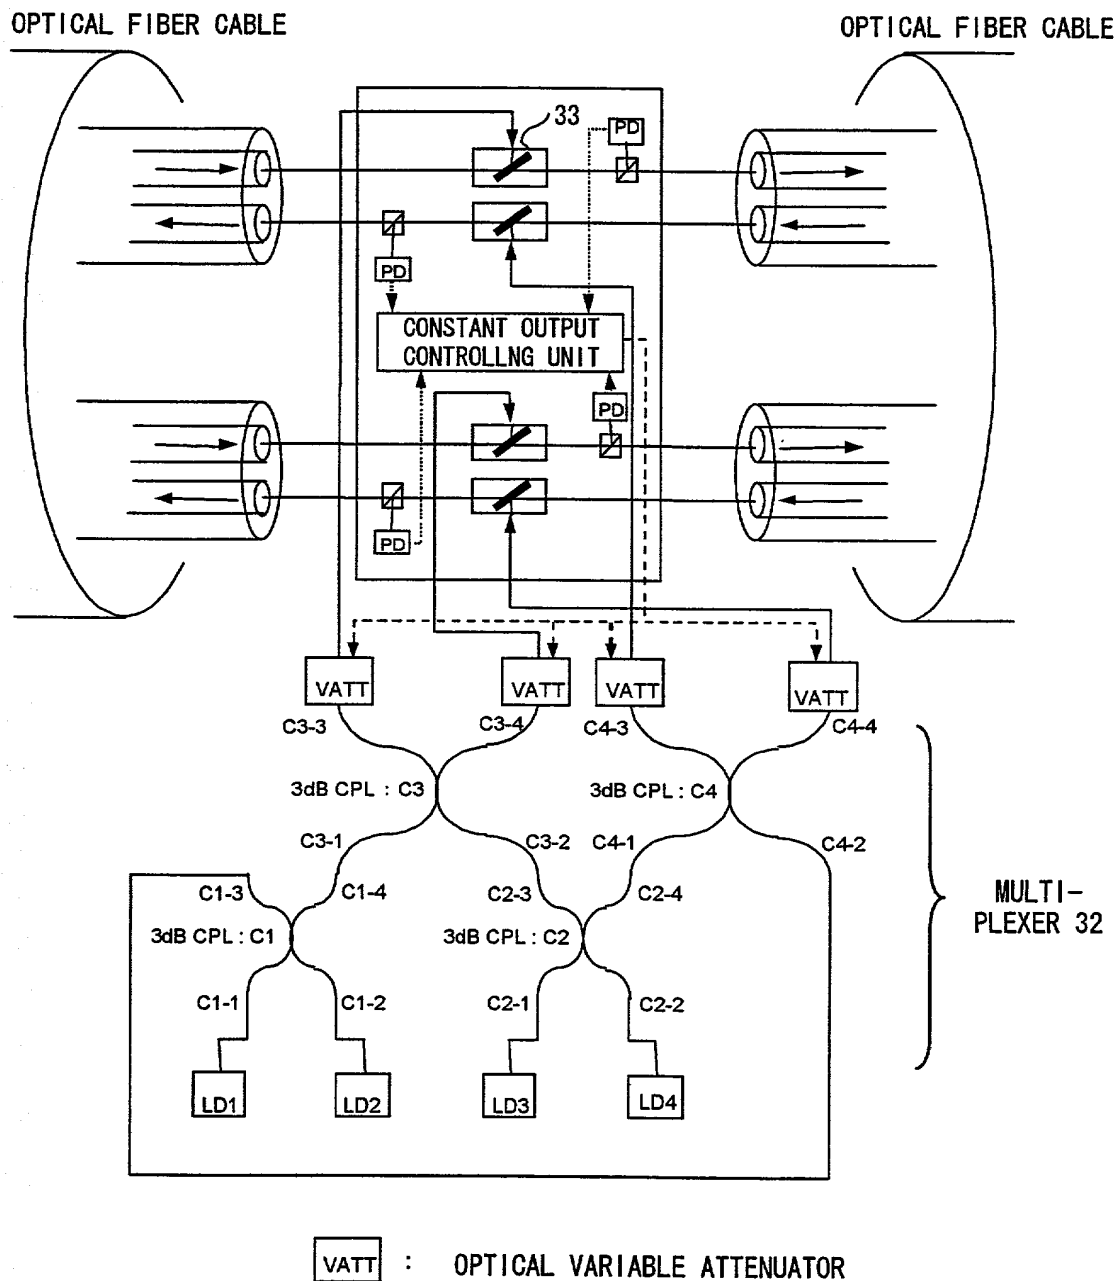 OPTICAL FIBER CABLE
OPTICAL FIBER CABLE
33
PD
PD
CONSTANT OUTPUT
CONTROLLNG UNIT
PD
PD
VATT
VATT
VATT
VATT
C3-3
C3-4
C4-3
C4-4
3dB CPL : C3
3dB CPL : C4
C3-1
C3-2
C4-1
C4-2
C1-3
C1-4
C2-3
C2-4
MULTI-
PLEXER 32
3dB CPL : C1
3dB CPL : C2
C1-1
C1-2
C2-1
C2-2
LD1
LD2
LD3
LD4
VATT : OPTICAL VARIABLE ATTENUATOR